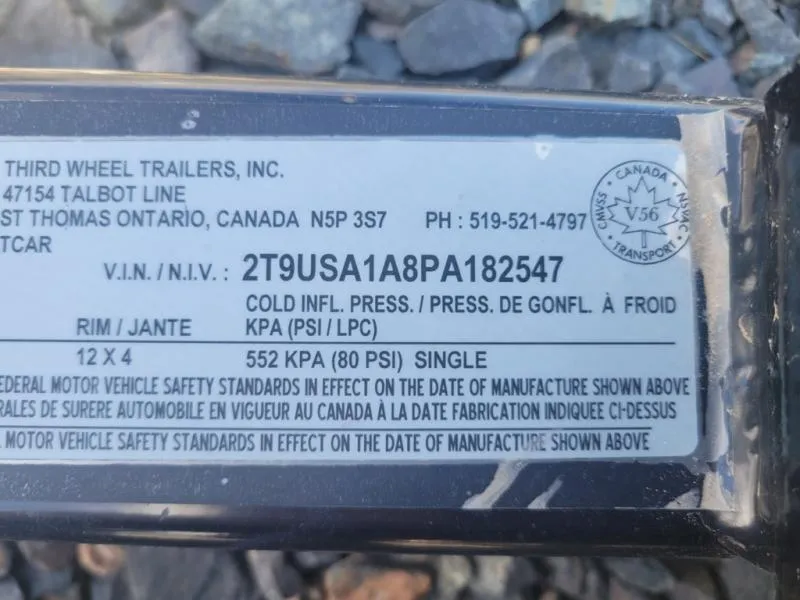 THIRD WHEEL TRAILERS, INC.
47154 TALBOT LINE
ST THOMAS ONTARIO, CANADA N5P 3S7 PH : 519-521-4797
TCAR
CANADA
CMVSS
NSVAC
V56
TRANSPORT
V.I.N. / N.I.V. : 2T9USA1A8PA182547
COLD INFL. PRESS. / PRESS. DE GONFL. À FROID
RIM / JANTE KPA (PSI / LPC)
12 X 4 552 KPA (80 PSI) SINGLE
EDERAL MOTOR VEHICLE SAFETY STANDARDS IN EFFECT ON THE DATE OF MANUFACTURE SHOWN ABOVE
RALES DE SURERE AUTOMOBILE EN VIGUEUR AU CANADA À LA DATE FABRICATION INDIQUEE CI-DESSUS
MOTOR VEHICLE SAFETY STANDARDS IN EFFECT ON THE DATE OF MANUFACTURE SHOWN ABOVE